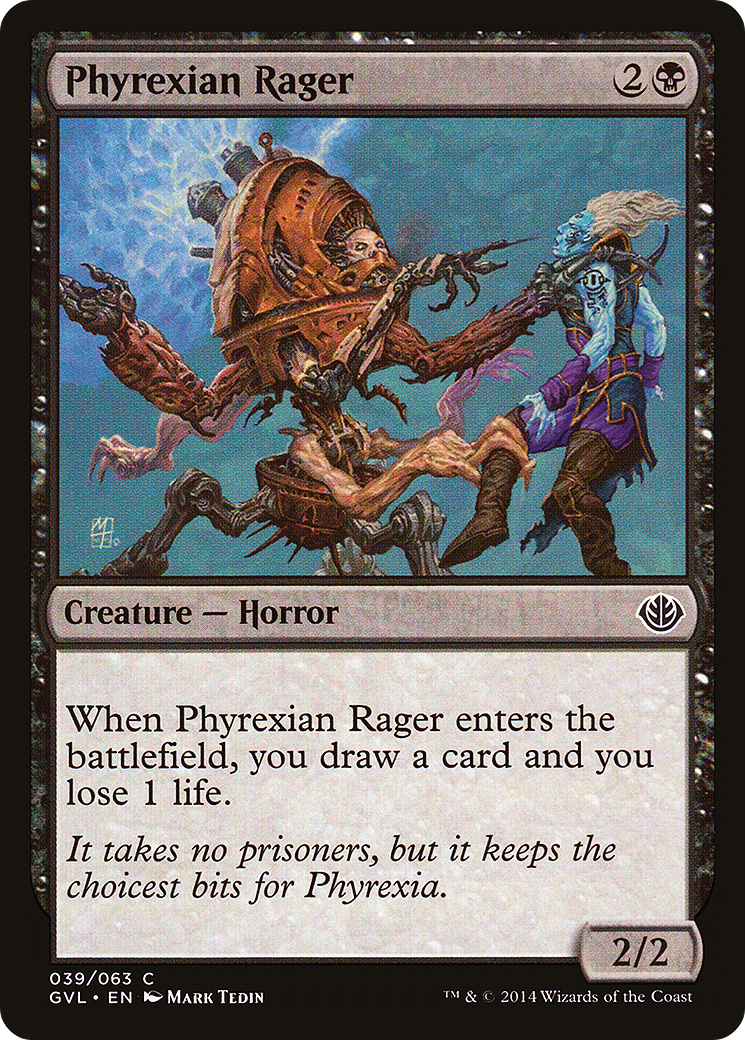 Phyrexian Rager
2
Creature — Horror
When Phyrexian Rager enters the
battlefield, you draw a card and you
lose 1 life.
It takes no prisoners, but it keeps the
choicest bits for Phyrexia.
2/2
039/063 C
GVL • EN Mark Tedin
™ & © 2014 Wizards of the Coast